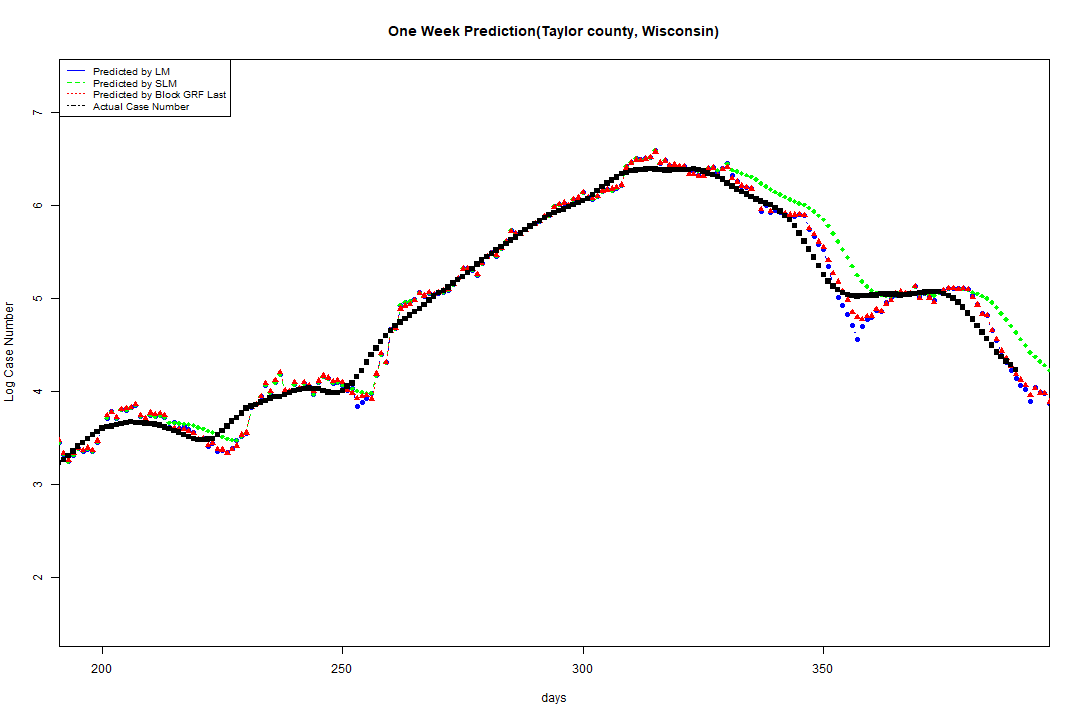 One Week Prediction(Taylor county, Wisconsin)
Predicted by LM
Predicted by SLM
Predicted by Block GRF Last
Actual Case Number
7
6
5
4
3
2
Log Case Number
200 250 300 350
days